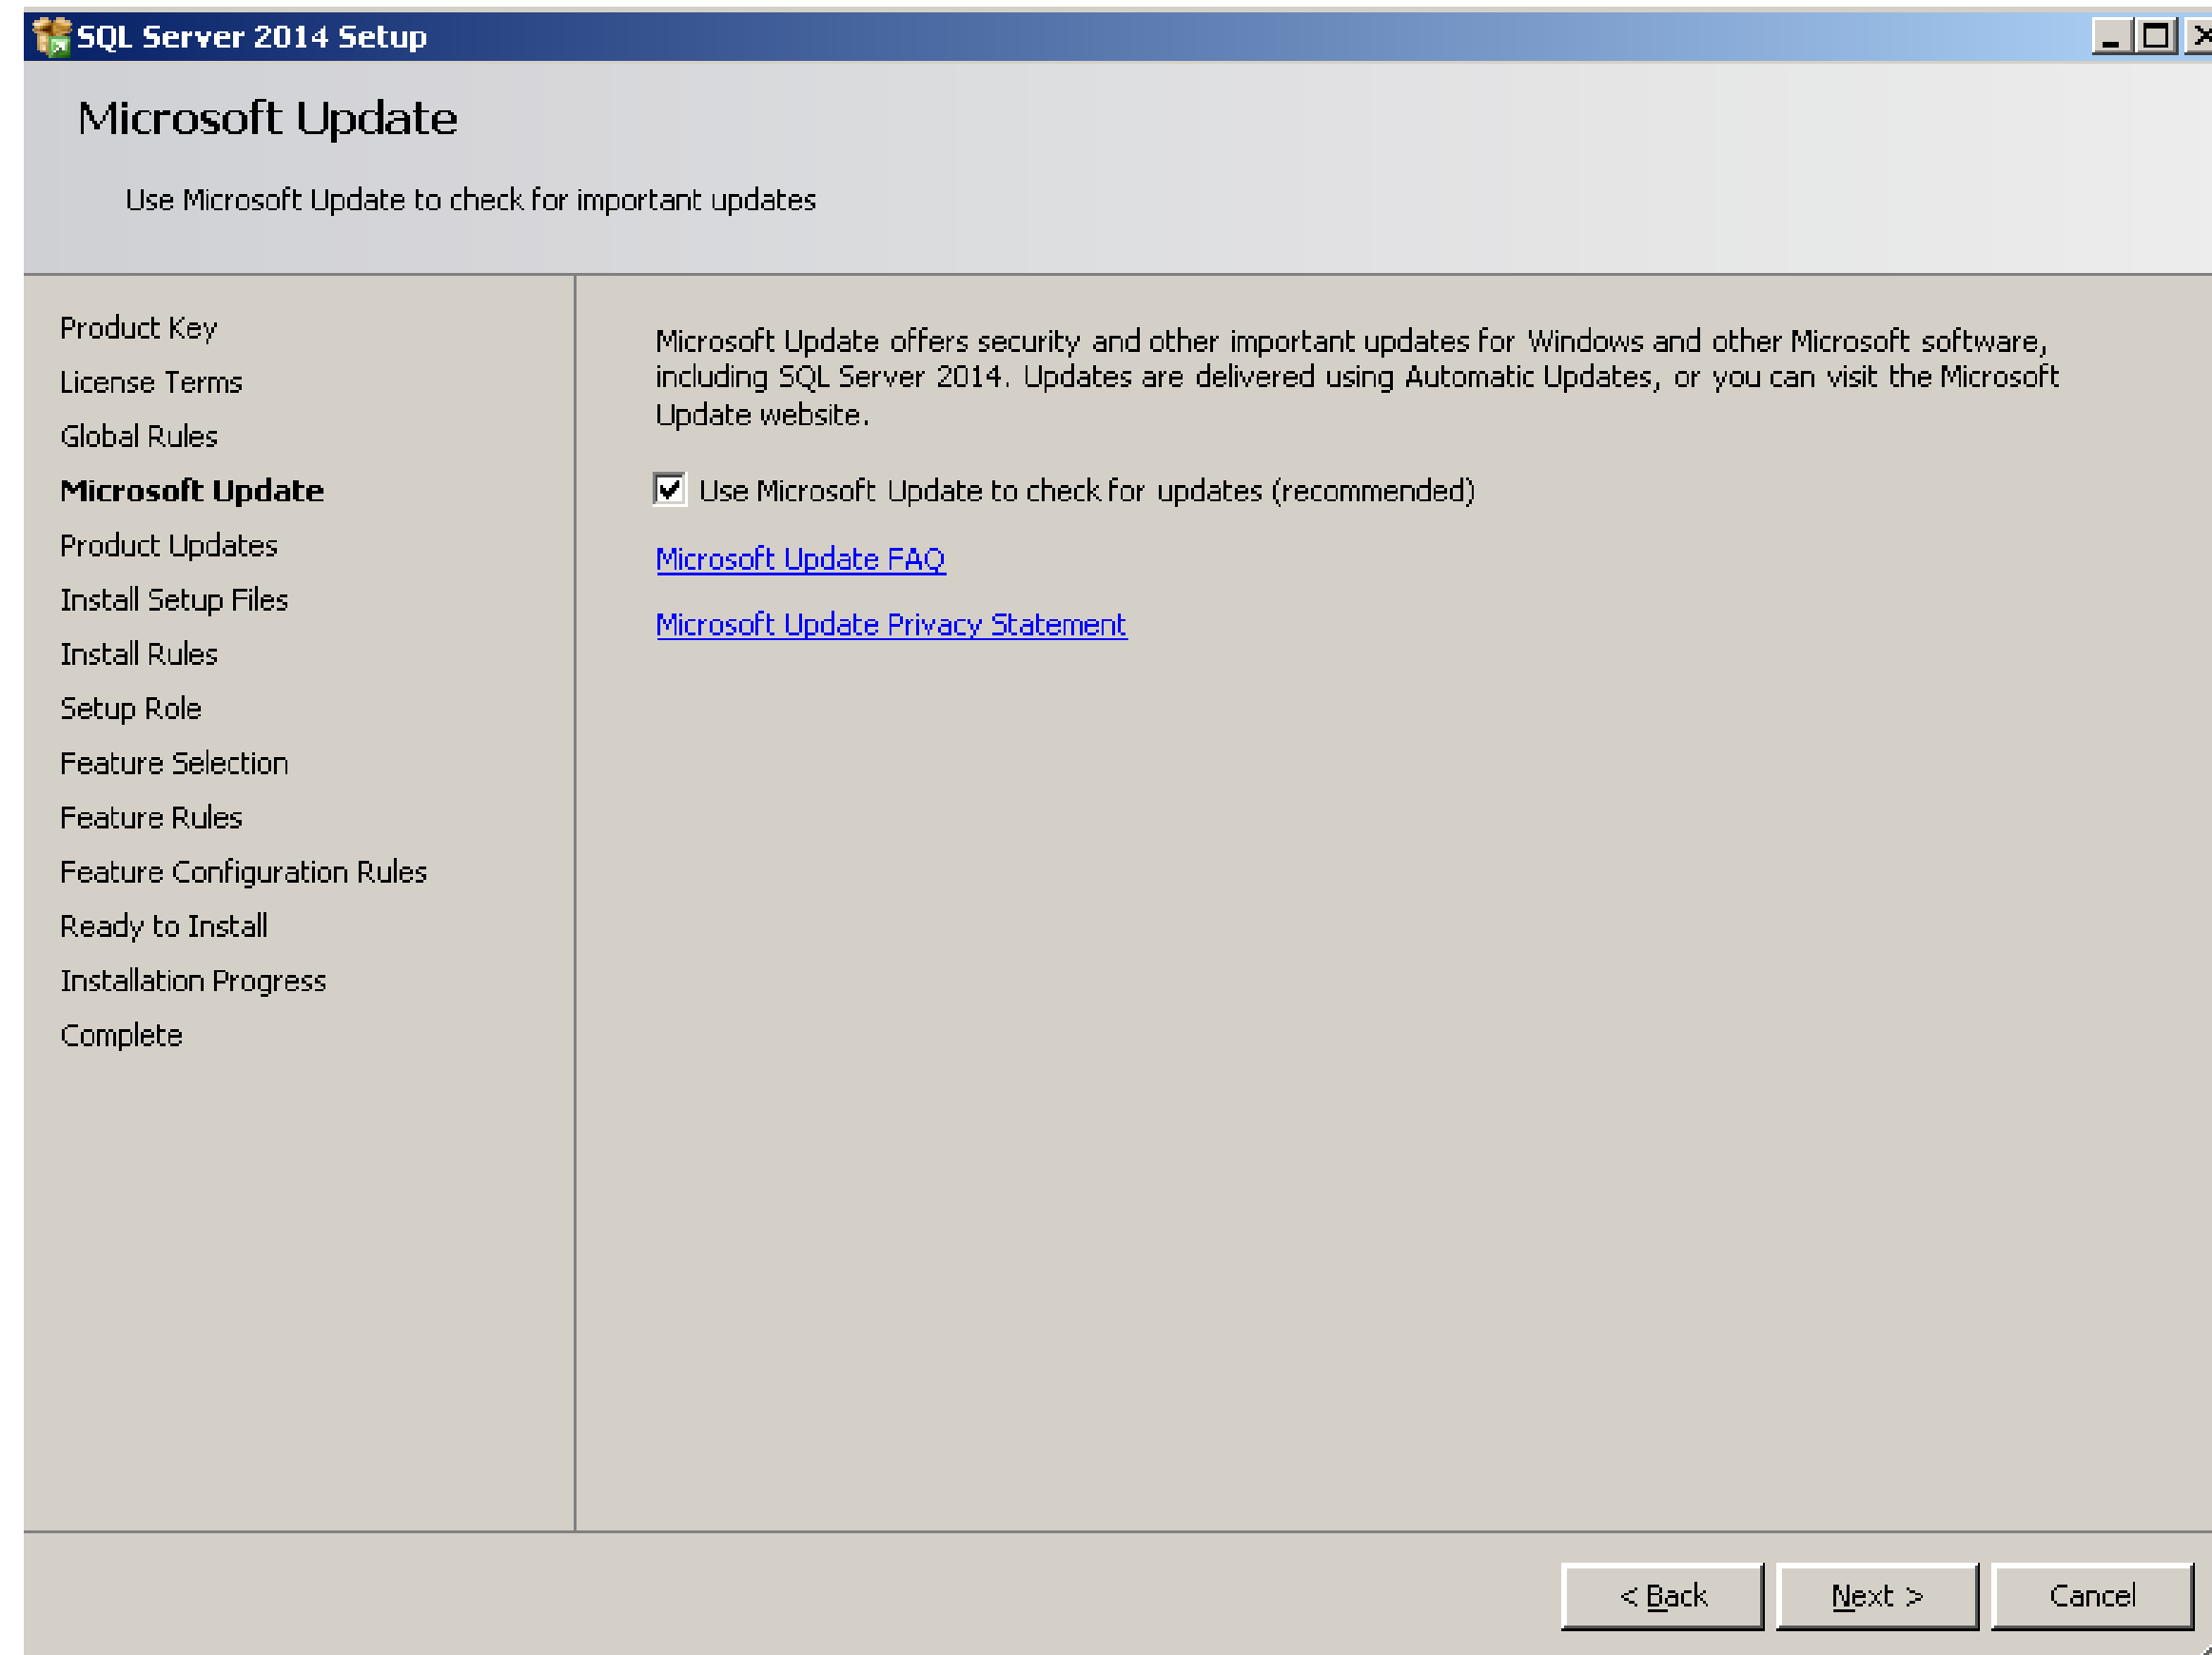 SQL Server 2014 Setup
Microsoft Update
Use Microsoft Update to check for important updates
Product Key
License Terms
Global Rules
Microsoft Update
Product Updates
Install Setup Files
Install Rules
Setup Role
Feature Selection
Feature Rules
Feature Configuration Rules
Ready to Install
Installation Progress
Complete
Microsoft Update offers security and other important updates for Windows and other Microsoft software,
including SQL Server 2014. Updates are delivered using Automatic Updates, or you can visit the Microsoft
Update website.
Use Microsoft Update to check for updates (recommended)
Microsoft Update FAQ
Microsoft Update Privacy Statement
< Back
Next >
Cancel